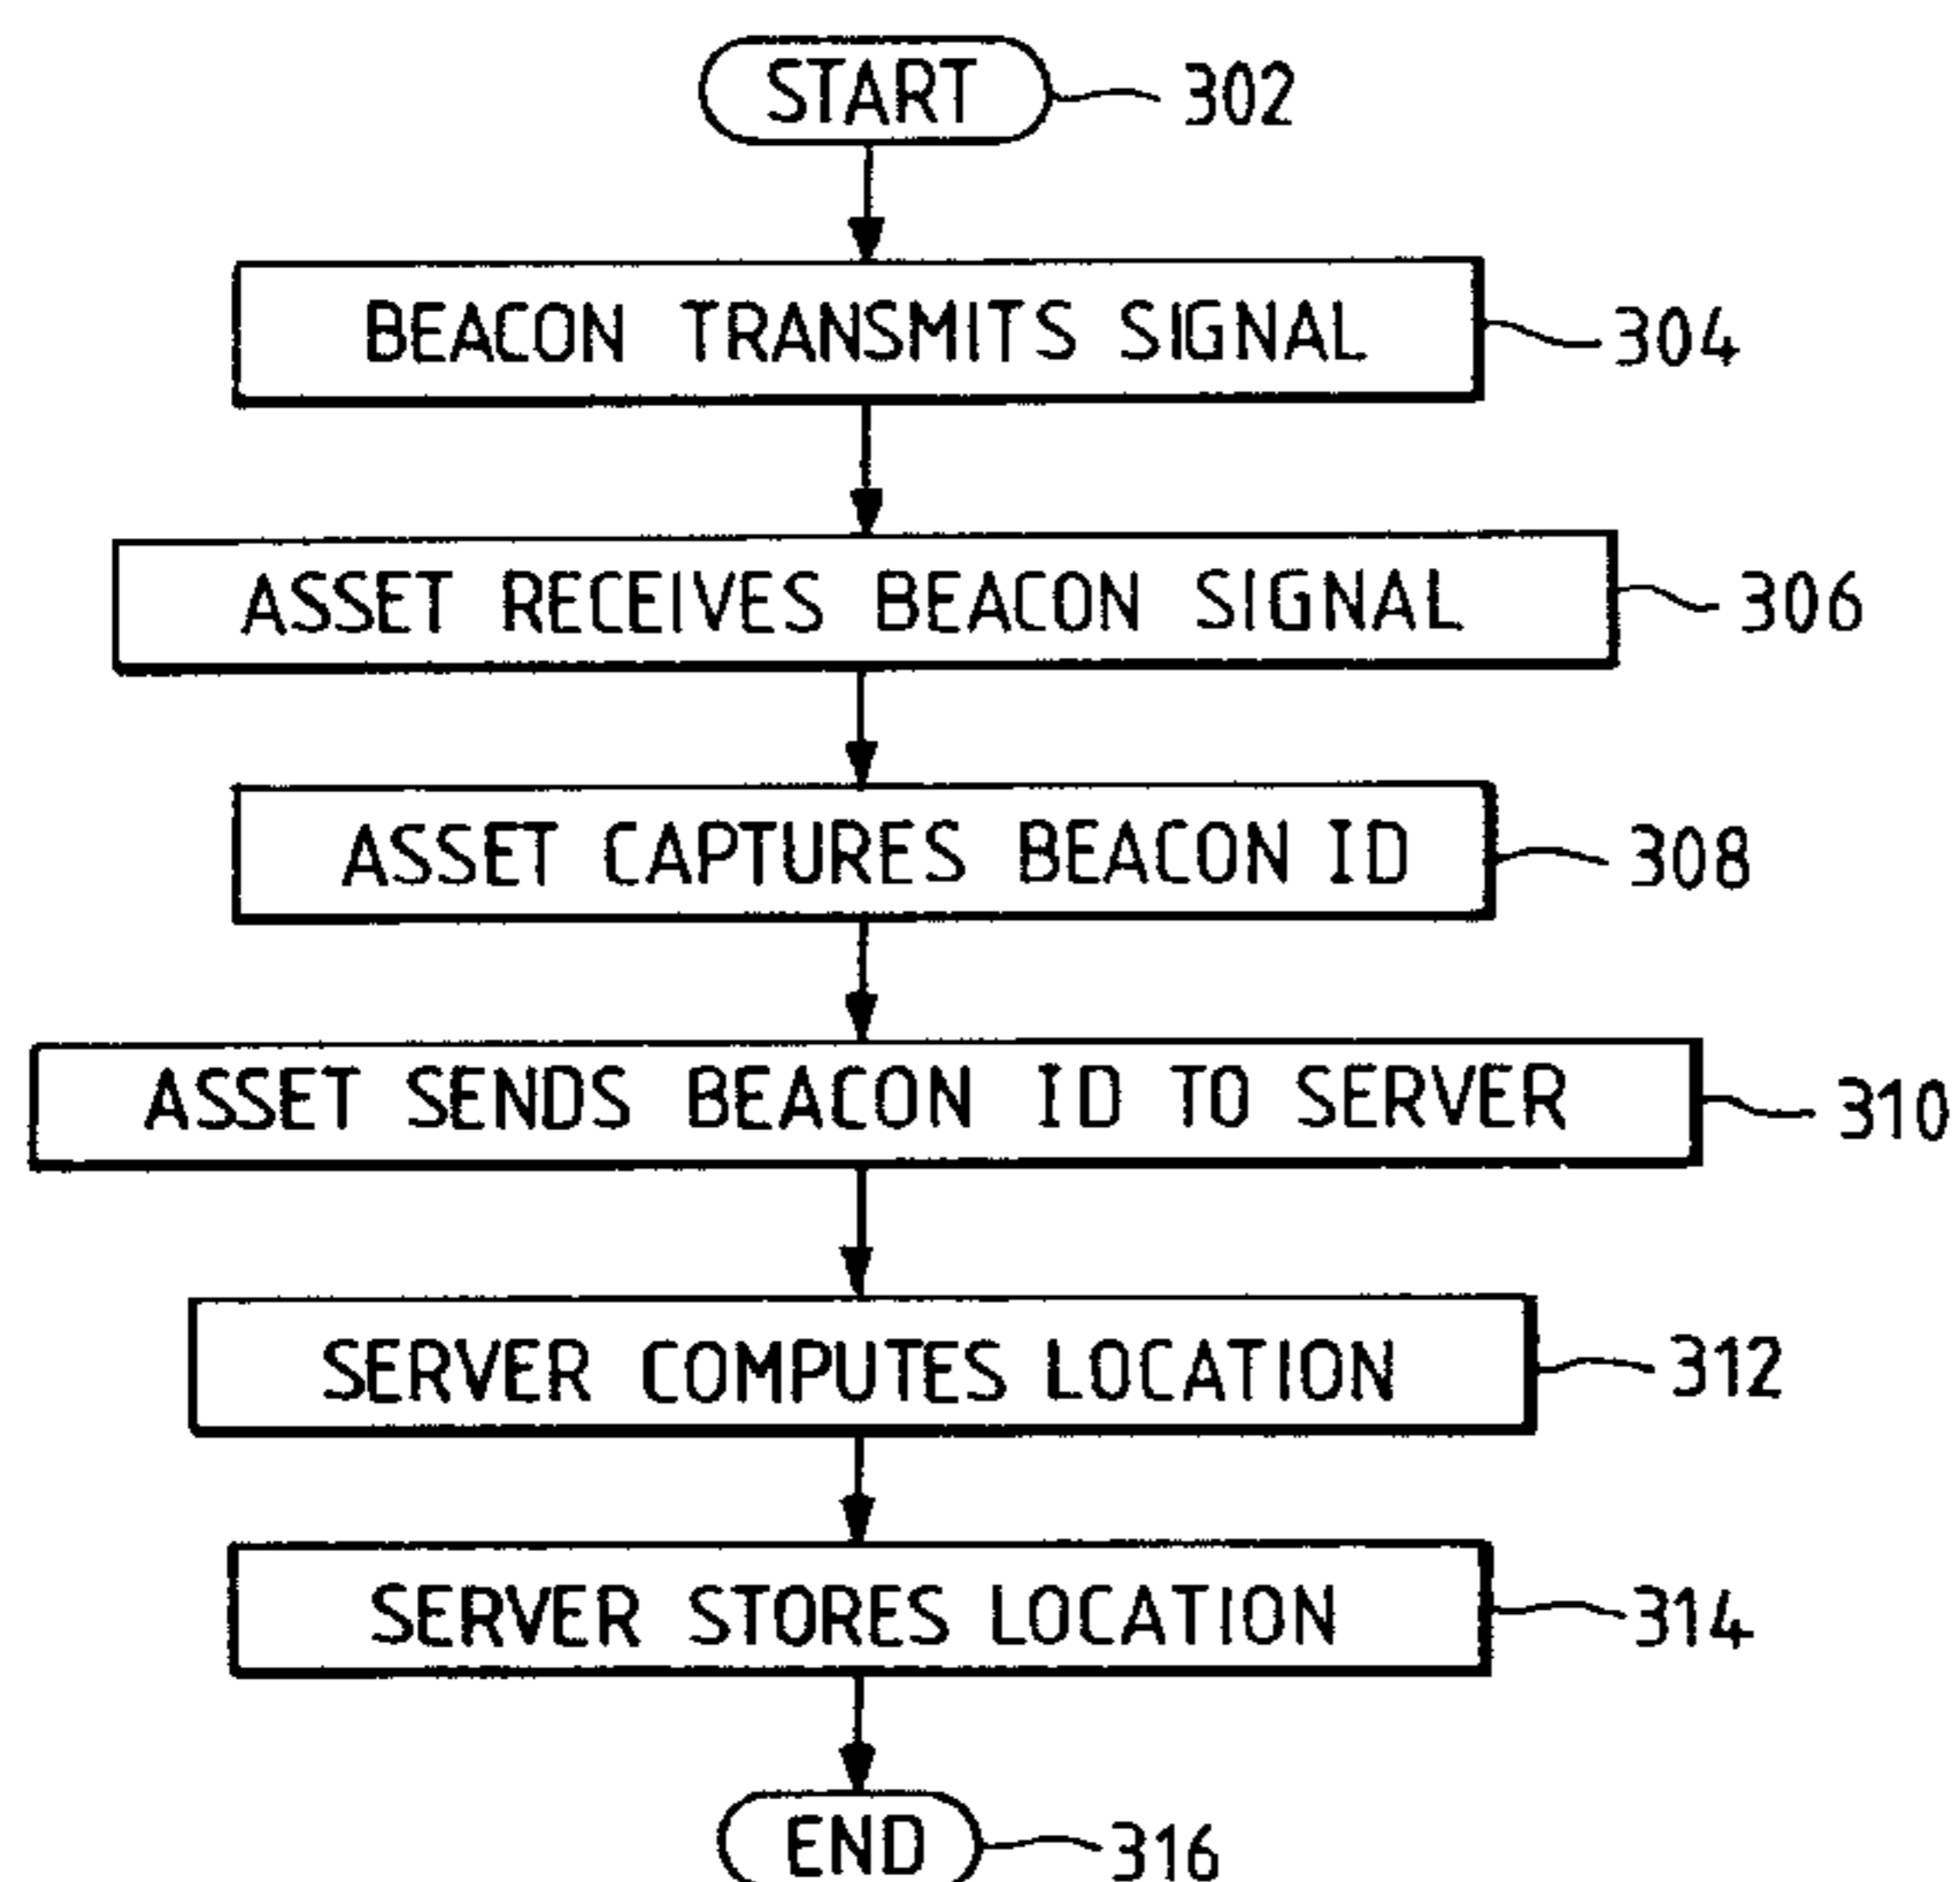 START 302
BEACON TRANSMITS SIGNAL 304
ASSET RECEIVES BEACON SIGNAL 306
ASSET CAPTURES BEACON ID 308
ASSET SENDS BEACON ID TO SERVER 310
SERVER COMPUTES LOCATION 312
SERVER STORES LOCATION 314
END 316